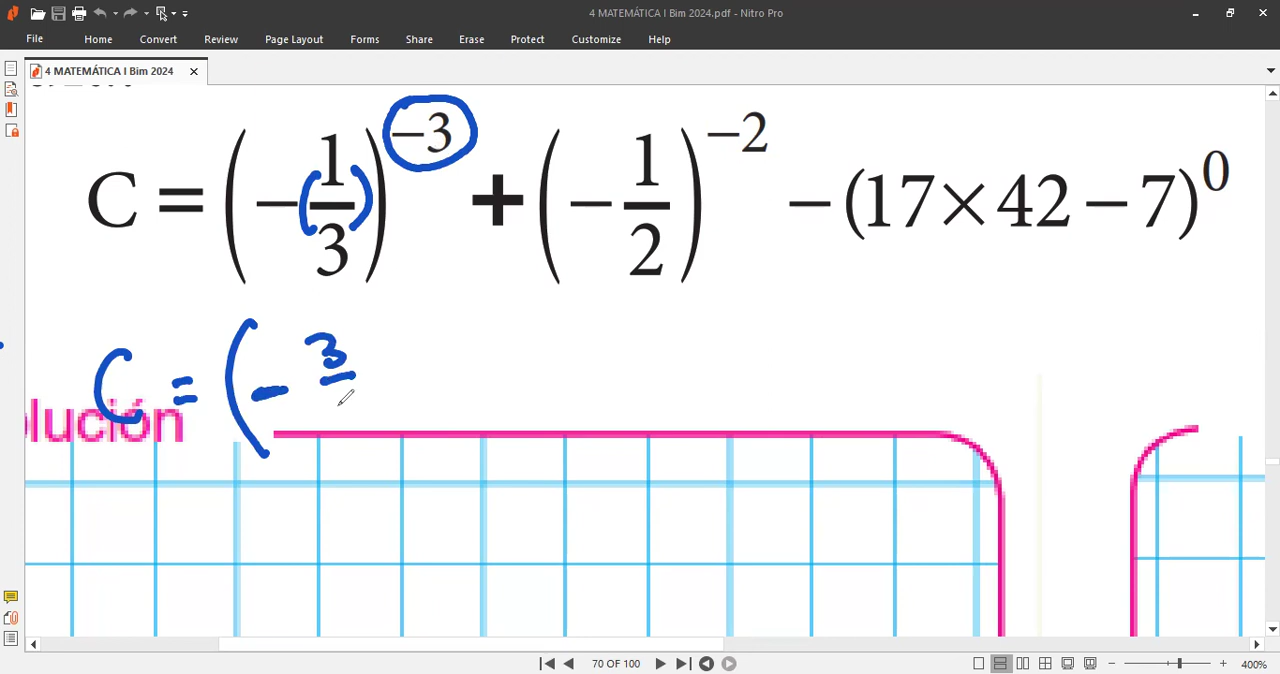 4 MATEMÁTICA I Bim 2024.pdf - Nitro Pro
File Home Convert Review Page Layout Forms Share Erase Protect Customize Help
4 MATEMÁTICA I Bim 2024
C = (−1/3)^−3 + (−1/2)^−2 − (17×42−7)^0
C = (− 3
olución
70 OF 100
400%